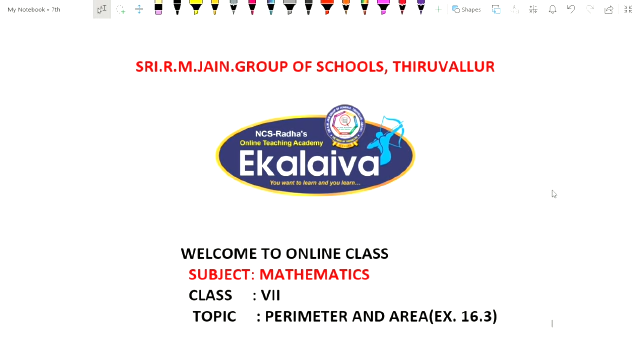 My Notebook • 7th
Shapes
SRI.R.M.JAIN.GROUP OF SCHOOLS, THIRUVALLUR
NCS-Radha's
Online Teaching Academy
Ekalaiva
You want to learn and you learn...
WELCOME TO ONLINE CLASS
SUBJECT: MATHEMATICS
CLASS : VII
TOPIC : PERIMETER AND AREA(EX. 16.3)